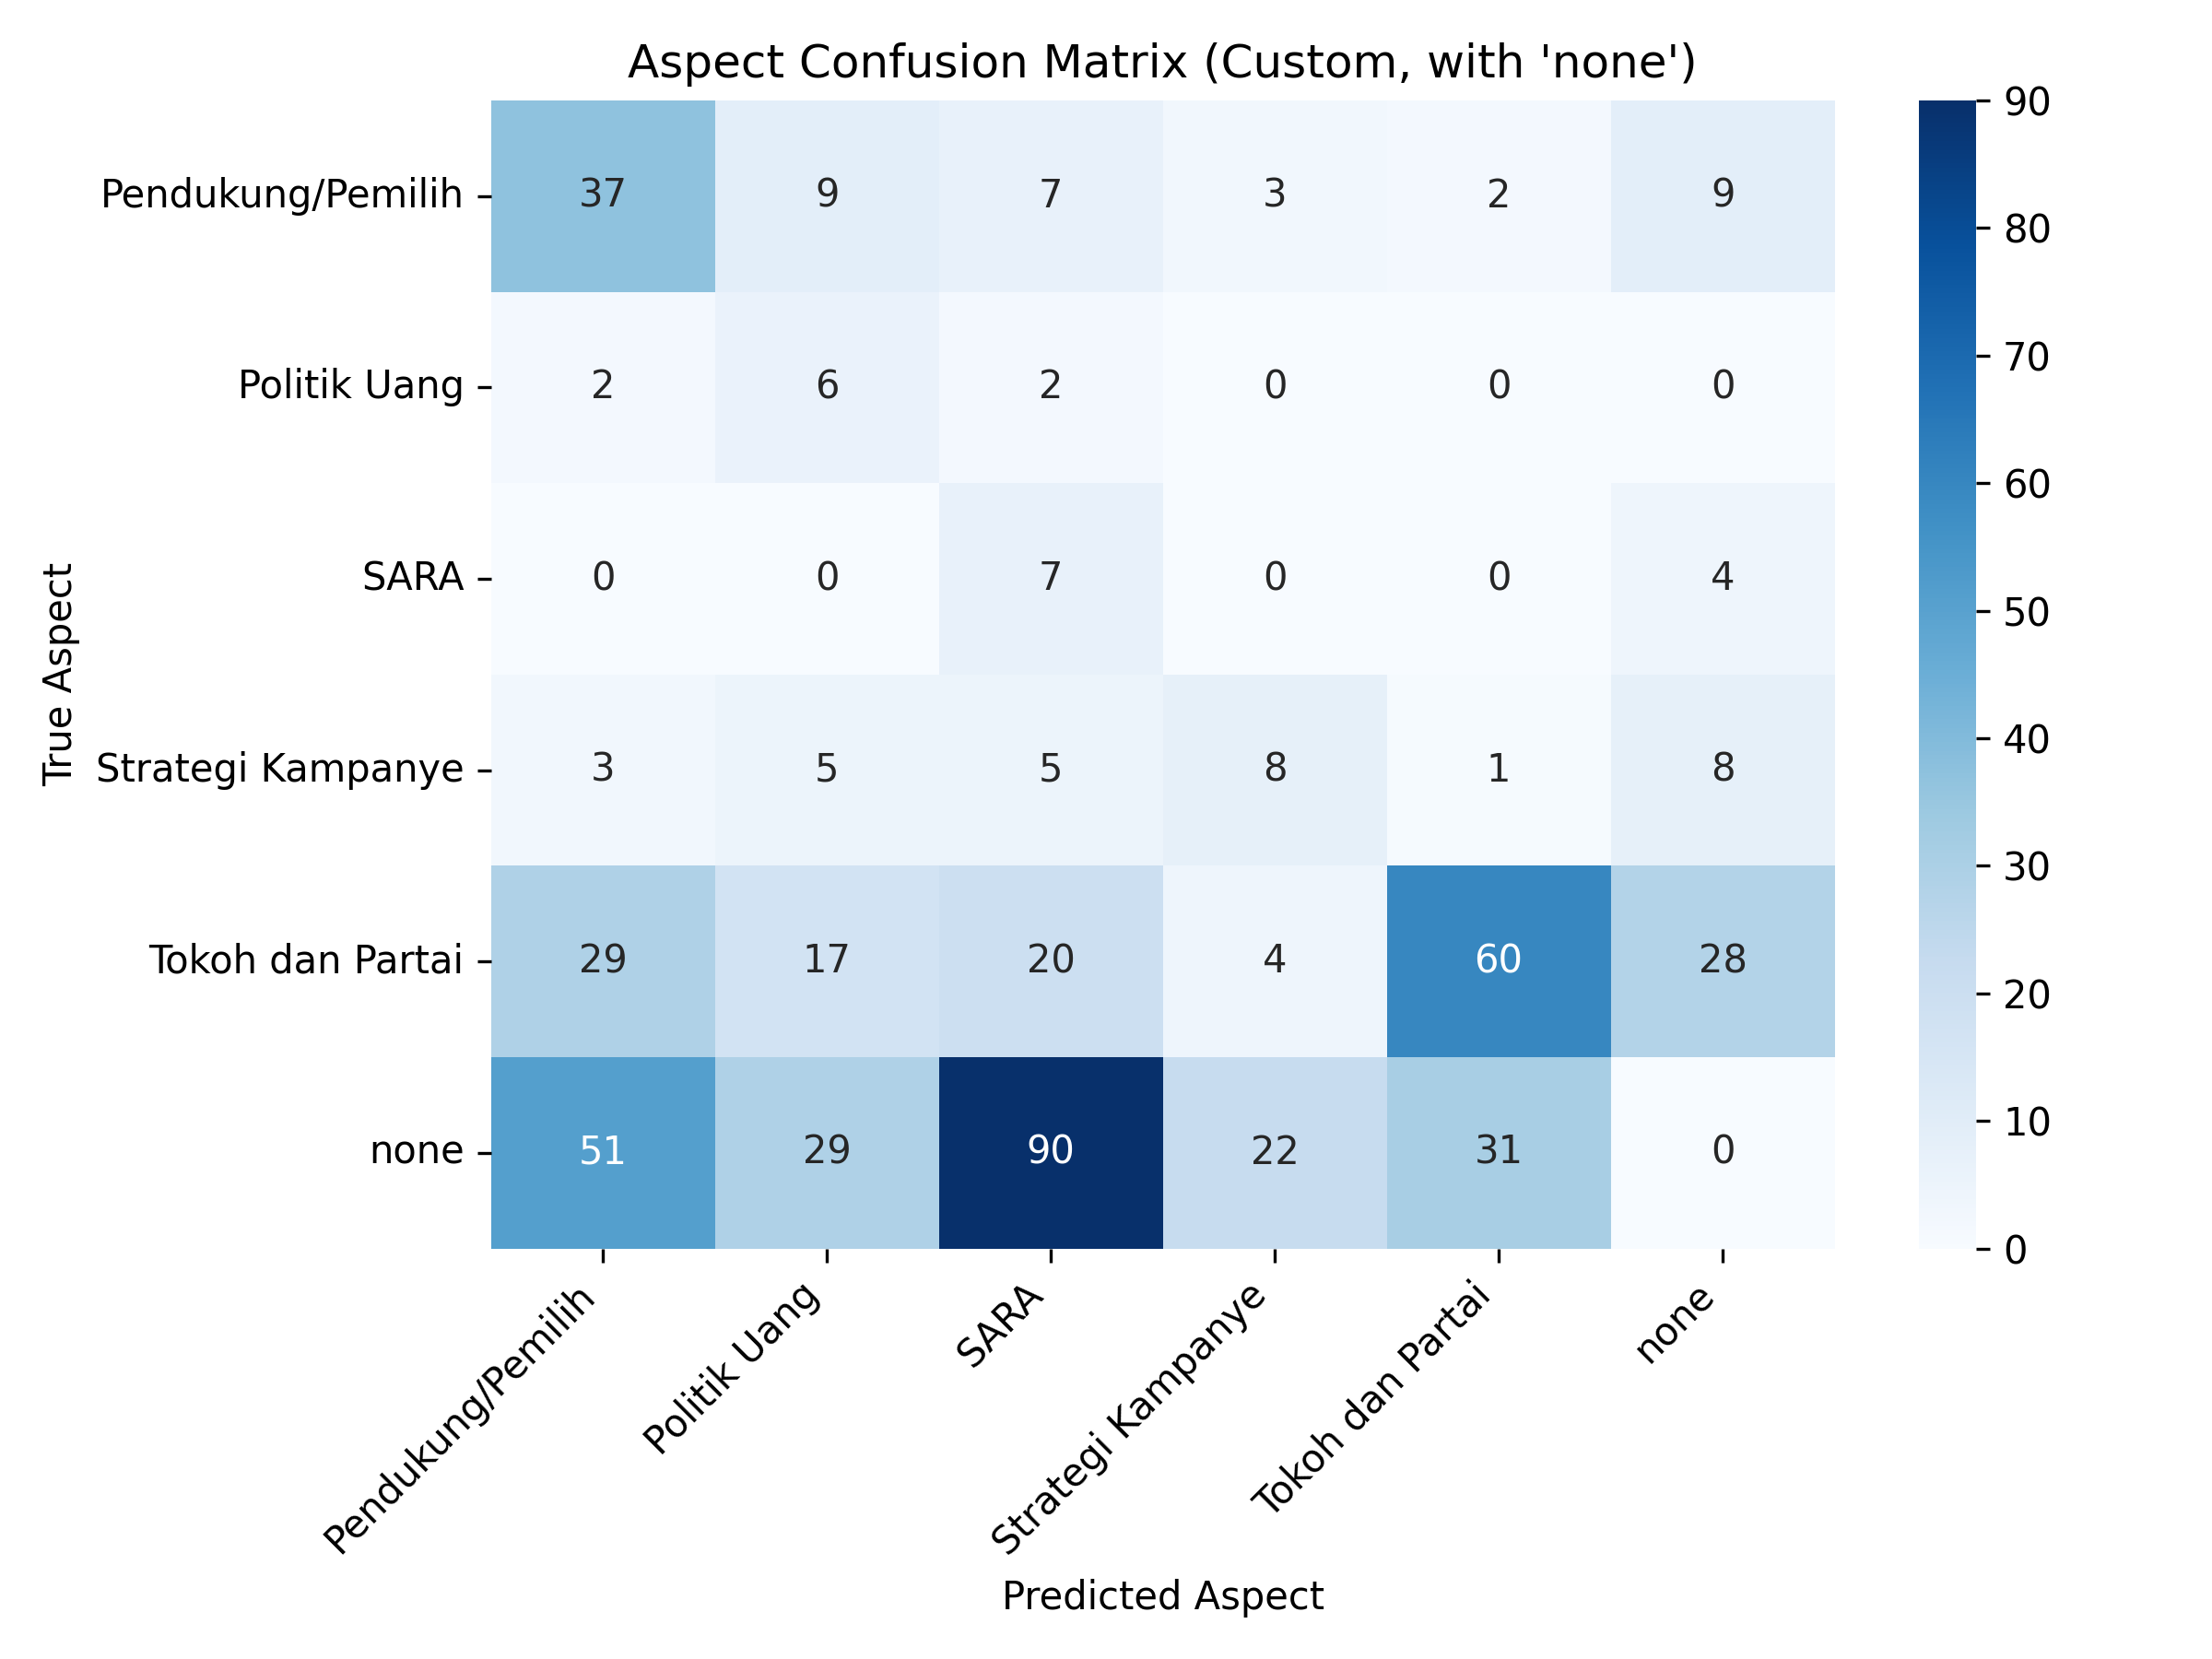 Aspect Confusion Matrix (Custom, with 'none')
True Aspect
Pendukung/Pemilih 37 9 7 3 2 9
Politik Uang 2 6 2 0 0 0
SARA 0 0 7 0 0 4
Strategi Kampanye 3 5 5 8 1 8
Tokoh dan Partai 29 17 20 4 60 28
none 51 29 90 22 31 0
Pendukung/Pemilih
Politik Uang
SARA
Strategi Kampanye
Tokoh dan Partai
none
Predicted Aspect
90
80
70
60
50
40
30
20
10
0